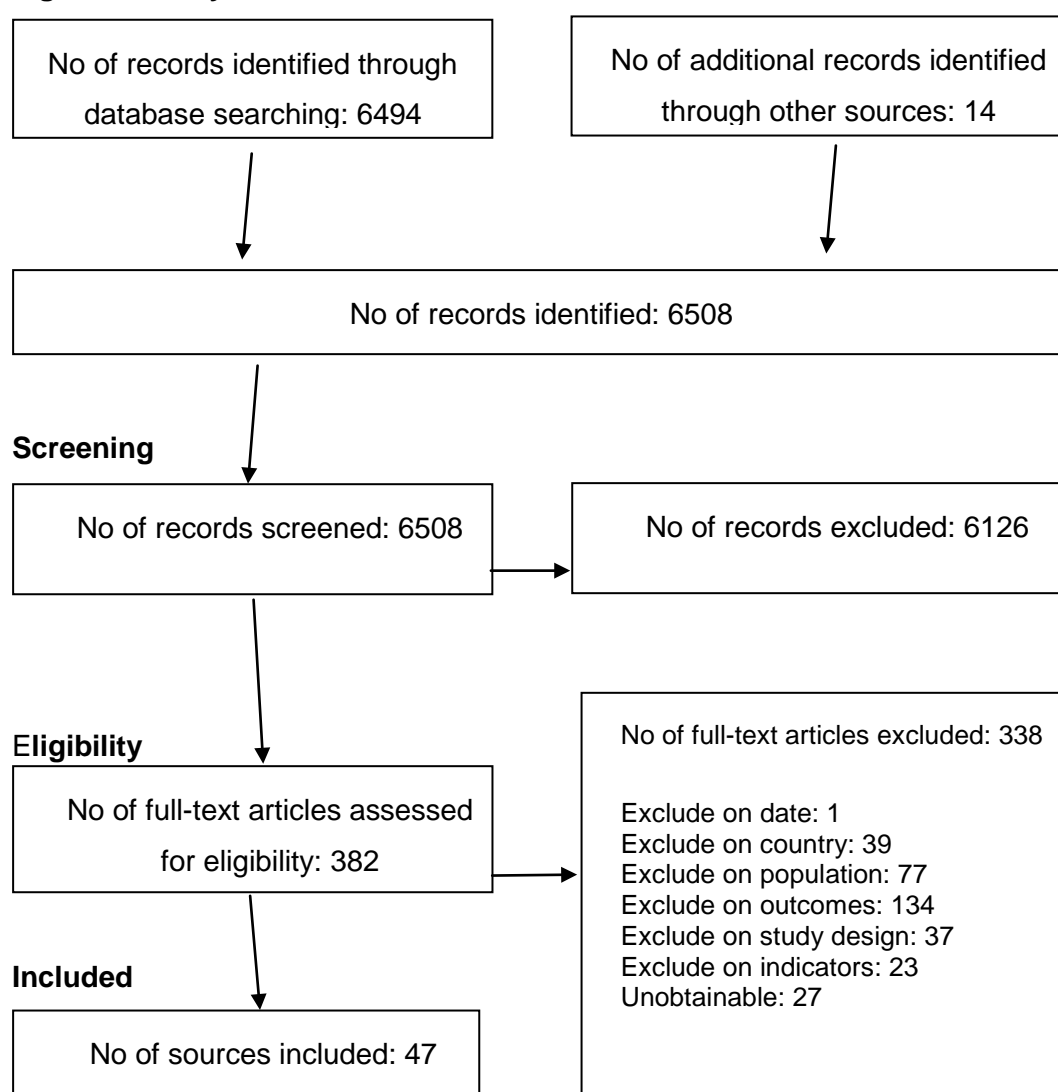 No of records identified through
database searching: 6494
No of additional records identified
through other sources: 14
No of records identified: 6508
Screening
No of records screened: 6508
No of records excluded: 6126
Eligibility
No of full-text articles assessed
for eligibility: 382
No of full-text articles excluded: 338
Exclude on date: 1
Exclude on country: 39
Exclude on population: 77
Exclude on outcomes: 134
Exclude on study design: 37
Exclude on indicators: 23
Unobtainable: 27
Included
No of sources included: 47